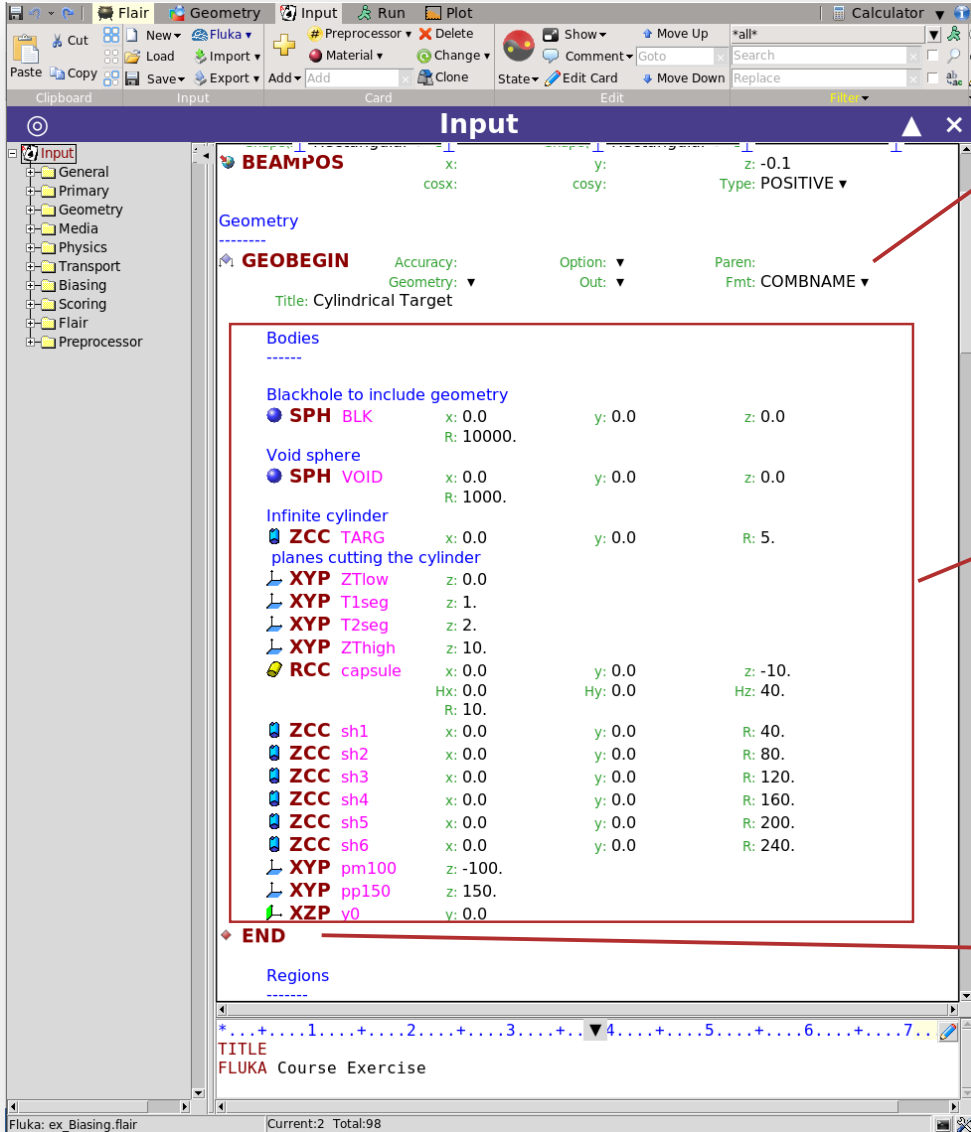 Flair Geometry Input Run Plot Calculator
Paste Cut Copy New Load Save Fluka Import Export Add Add Preprocessor Material Delete Change Clone State Show Comment Edit Card Move Up Goto Move Down *all* Search Replace
Clipboard Input Card Edit Filter
Input
Input
General
Primary
Geometry
Media
Physics
Transport
Biasing
Scoring
Flair
Preprocessor
BEAMPOS x: y: z: -0.1
cosx: cosy: Type: POSITIVE
Geometry
--------
GEOBEGIN Accuracy: Option: Paren:
Geometry: Out: Fmt: COMBNAME
Title: Cylindrical Target
Bodies
------
Blackhole to include geometry
SPH BLK x: 0.0 y: 0.0 z: 0.0
R: 10000.
Void sphere
SPH VOID x: 0.0 y: 0.0 z: 0.0
R: 1000.
Infinite cylinder
ZCC TARG x: 0.0 y: 0.0 R: 5.
planes cutting the cylinder
XYP ZTlow z: 0.0
XYP T1seg z: 1.
XYP T2seg z: 2.
XYP ZThigh z: 10.
RCC capsule x: 0.0 y: 0.0 z: -10.
Hx: 0.0 Hy: 0.0 Hz: 40.
R: 10.
ZCC sh1 x: 0.0 y: 0.0 R: 40.
ZCC sh2 x: 0.0 y: 0.0 R: 80.
ZCC sh3 x: 0.0 y: 0.0 R: 120.
ZCC sh4 x: 0.0 y: 0.0 R: 160.
ZCC sh5 x: 0.0 y: 0.0 R: 200.
ZCC sh6 x: 0.0 y: 0.0 R: 240.
XYP pm100 z: -100.
XYP pp150 z: 150.
XZP y0 y: 0.0
END
Regions
-------
*...+....1....+....2....+....3....+.. 4....+....5....+....6....+....7..
TITLE
FLUKA Course Exercise
Fluka: ex_Biasing.flair Current:2 Total:98